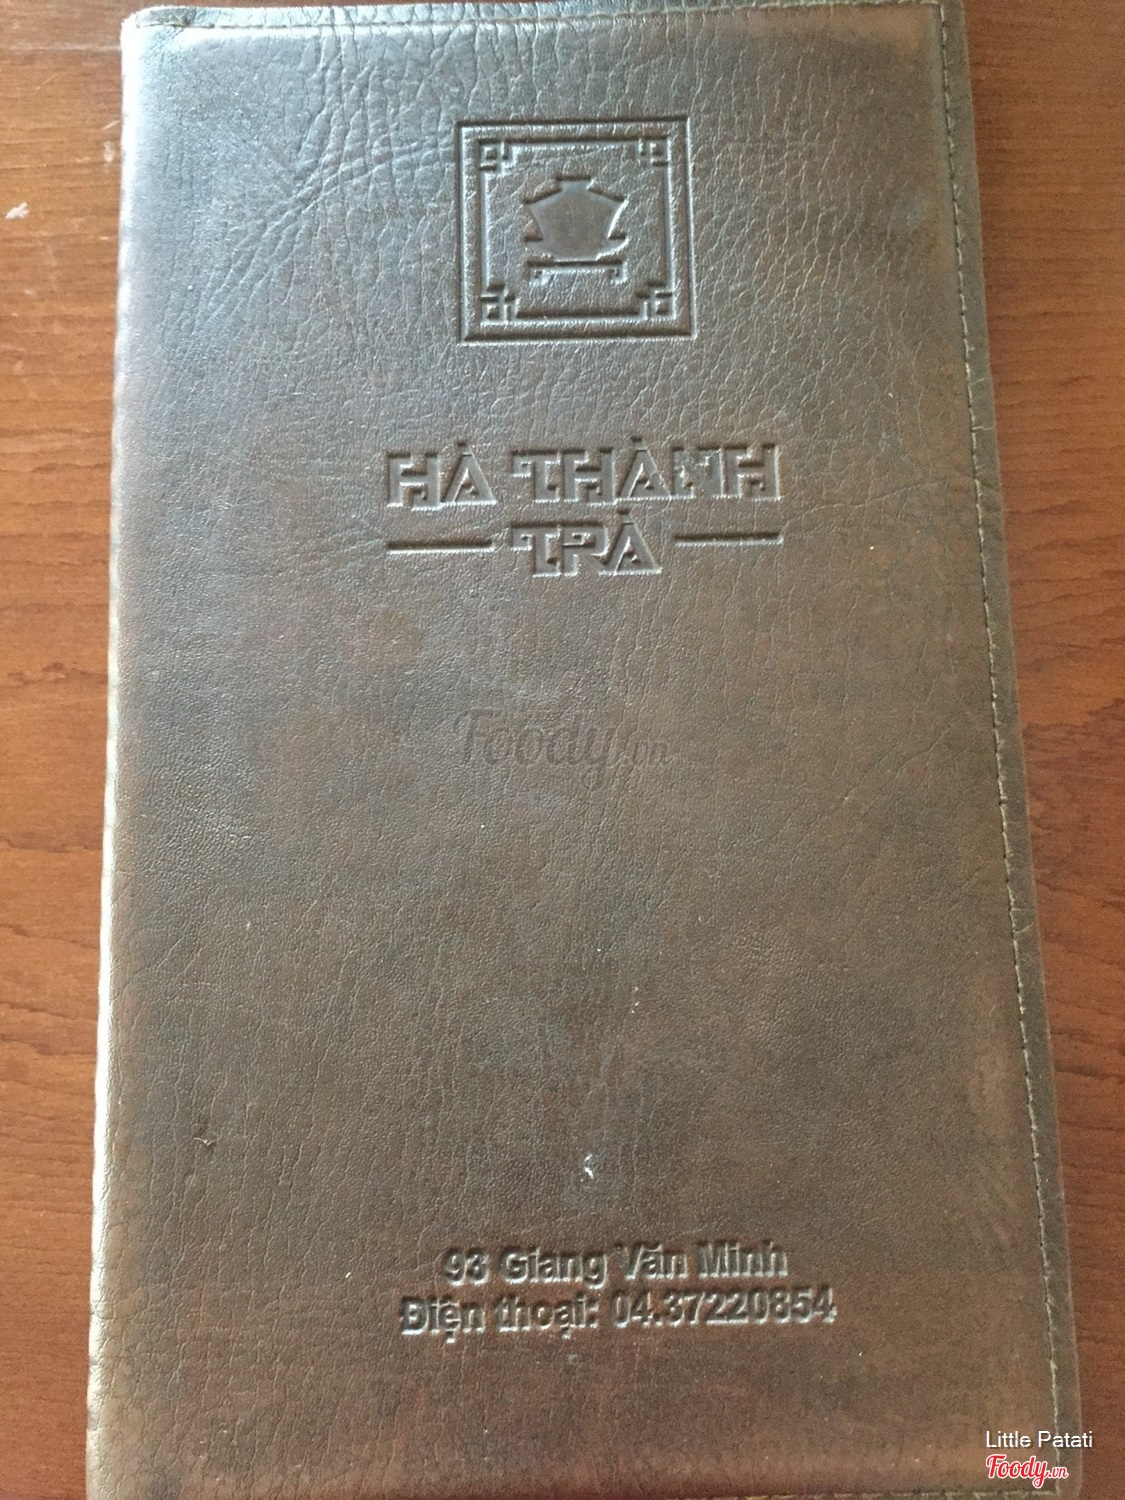 HÀ THÀNH
TRÀ
Foody.vn
93 Giang Văn Minh
Điện thoại: 04.37220854
Little Patati
Foody.vn